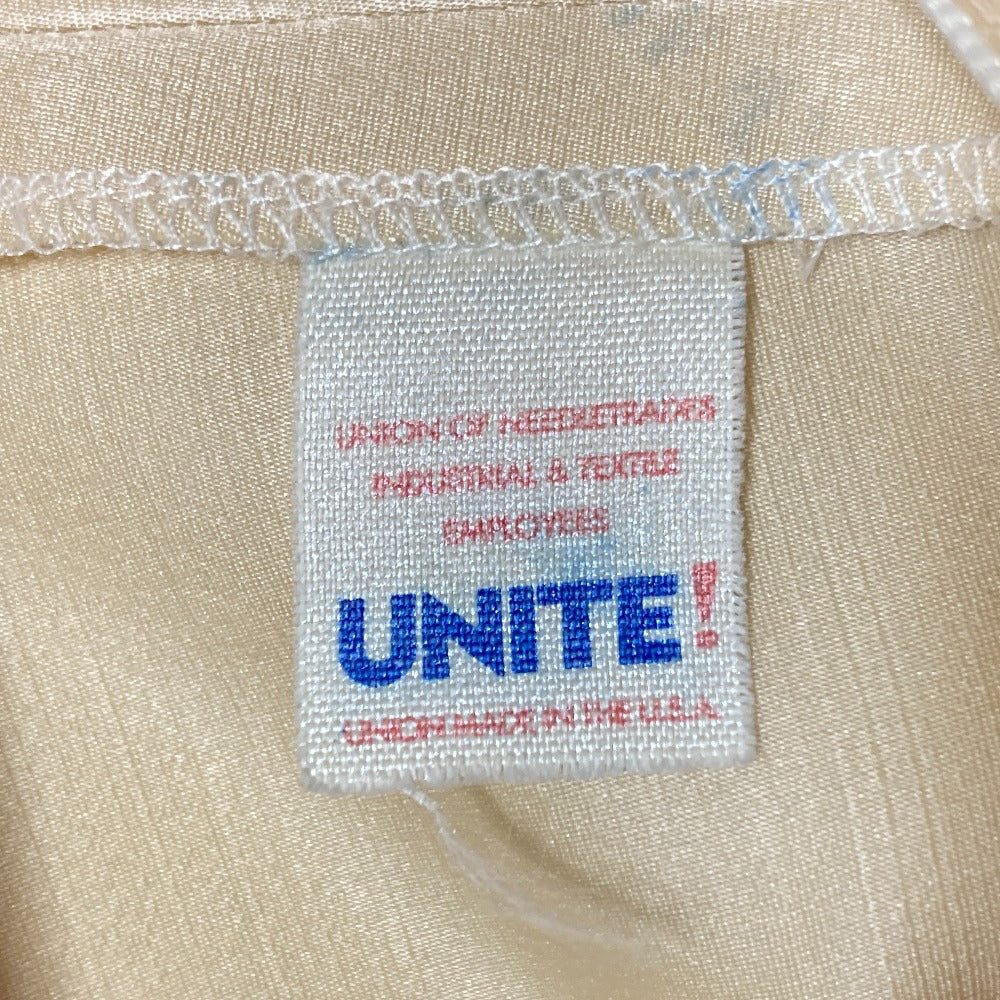 UNION OF NEEDLETRADES
INDUSTRIAL & TEXTILE
EMPLOYEES
UNITE!
UNION MADE IN THE U.S.A.